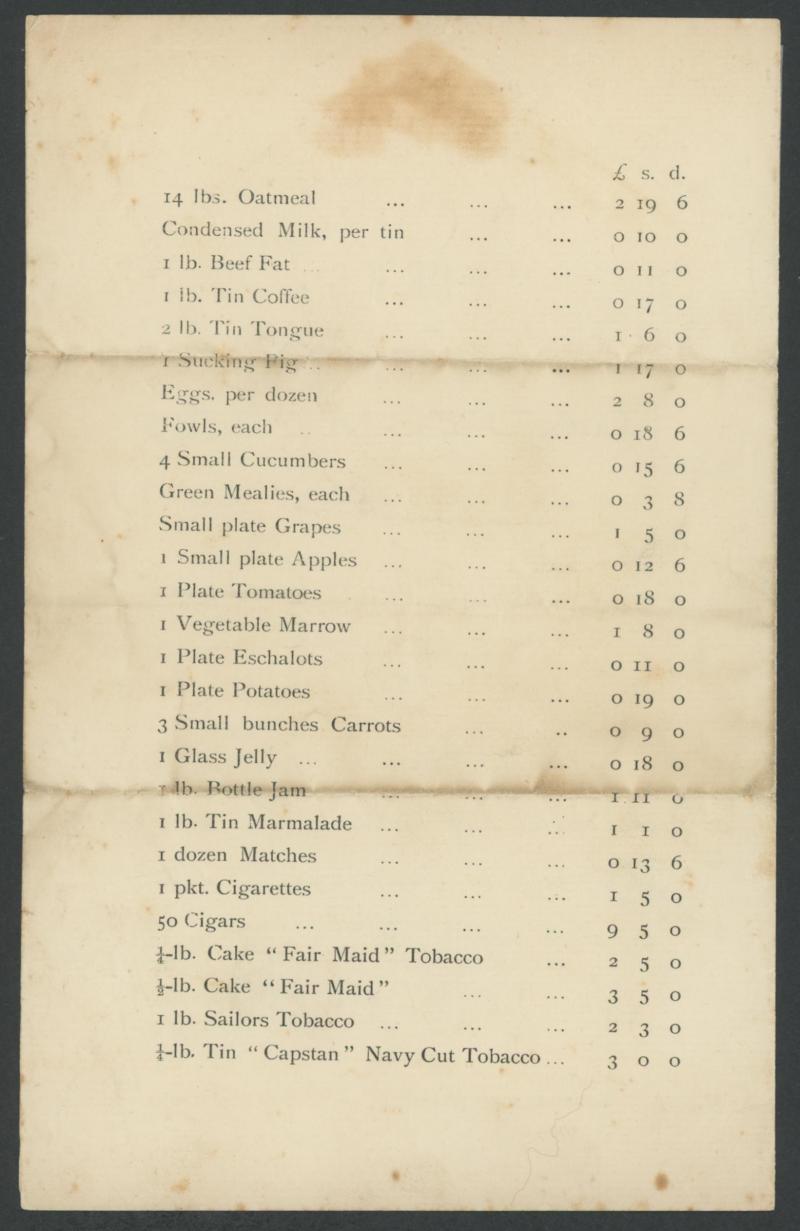 £ s. d.
14 lbs. Oatmeal ... ... ... 2 19 6
Condensed Milk, per tin ... ... 0 10 0
1 lb. Beef Fat ... ... ... 0 11 0
1 lb. Tin Coffee ... ... ... 0 17 0
2 lb. Tin Tongue ... ... ... 1 6 0
1 Sucking Pig .. ... ... ... 1 17 0
Eggs, per dozen ... ... ... 2 8 0
Fowls, each .. ... ... ... 0 18 6
4 Small Cucumbers ... ... ... 0 15 6
Green Mealies, each ... ... ... 0 3 8
Small plate Grapes ... ... ... 1 5 0
1 Small plate Apples ... ... ... 0 12 6
1 Plate Tomatoes ... ... ... 0 18 0
1 Vegetable Marrow ... ... ... 1 8 0
1 Plate Eschalots ... ... ... 0 11 0
1 Plate Potatoes ... ... ... 0 19 0
3 Small bunches Carrots ... .. 0 9 0
1 Glass Jelly ... ... ... ... 0 18 0
1 lb. Bottle Jam ... ... ... 1 11 0
1 lb. Tin Marmalade ... ... ... 1 1 0
1 dozen Matches ... ... ... 0 13 6
1 pkt. Cigarettes ... ... ... 1 5 0
50 Cigars ... ... ... ... 9 5 0
¼-lb. Cake “Fair Maid” Tobacco ... 2 5 0
½-lb. Cake “Fair Maid” ... ... 3 5 0
1 lb. Sailors Tobacco ... ... ... 2 3 0
¼-lb. Tin “Capstan” Navy Cut Tobacco ... 3 0 0